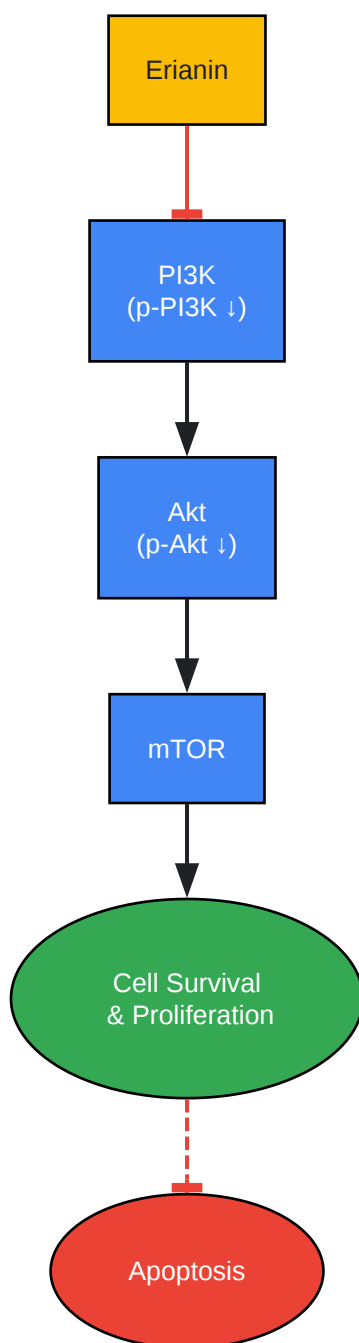 Erianin
PI3K
(p-PI3K ↓)
Akt
(p-Akt ↓)
mTOR
Cell Survival
& Proliferation
Apoptosis